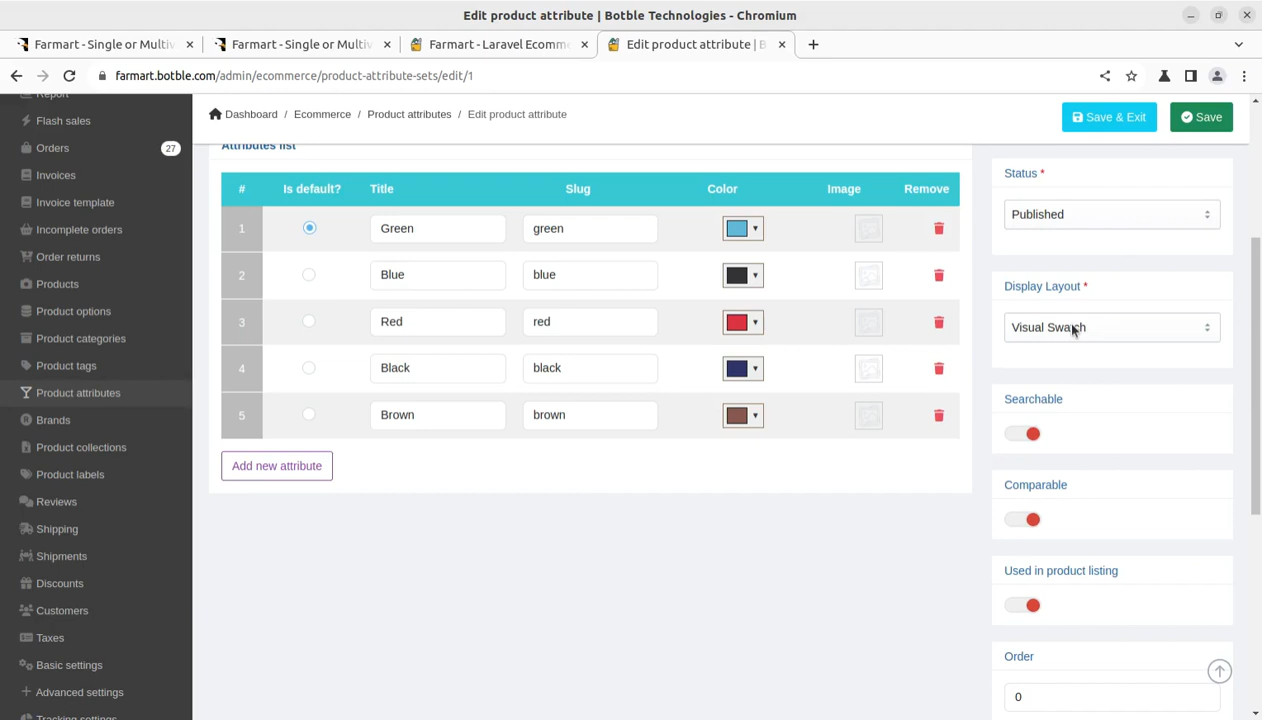 Edit product attribute | Botble Technologies - Chromium
Farmart - Single or Multiv
Farmart - Single or Multiv
Farmart - Laravel Ecomme
Edit product attribute | B
farmart.botble.com/admin/ecommerce/product-attribute-sets/edit/1
Report
Flash sales
Orders 27
Invoices
Invoice template
Incomplete orders
Order returns
Products
Product options
Product categories
Product tags
Product attributes
Brands
Product collections
Product labels
Reviews
Shipping
Shipments
Discounts
Customers
Taxes
Basic settings
Advanced settings
Tracking settings
Dashboard / Ecommerce / Product attributes / Edit product attribute
Save & Exit
Save
Attributes list
# Is default? Title Slug Color Image Remove
1 Green green
2 Blue blue
3 Red red
4 Black black
5 Brown brown
Add new attribute
Status *
Published
Display Layout *
Visual Swatch
Searchable
Comparable
Used in product listing
Order
0